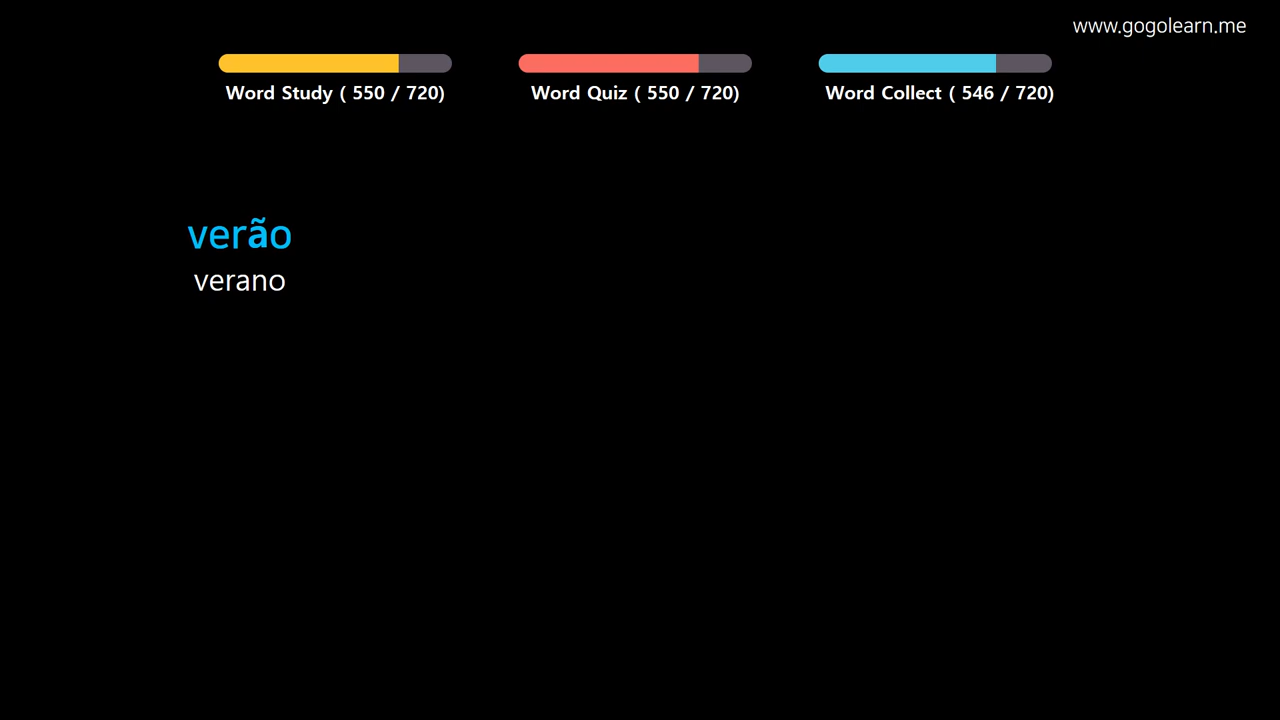 www.gogolearn.me
Word Study ( 550 / 720)
Word Quiz ( 550 / 720)
Word Collect ( 546 / 720)
verão
verano